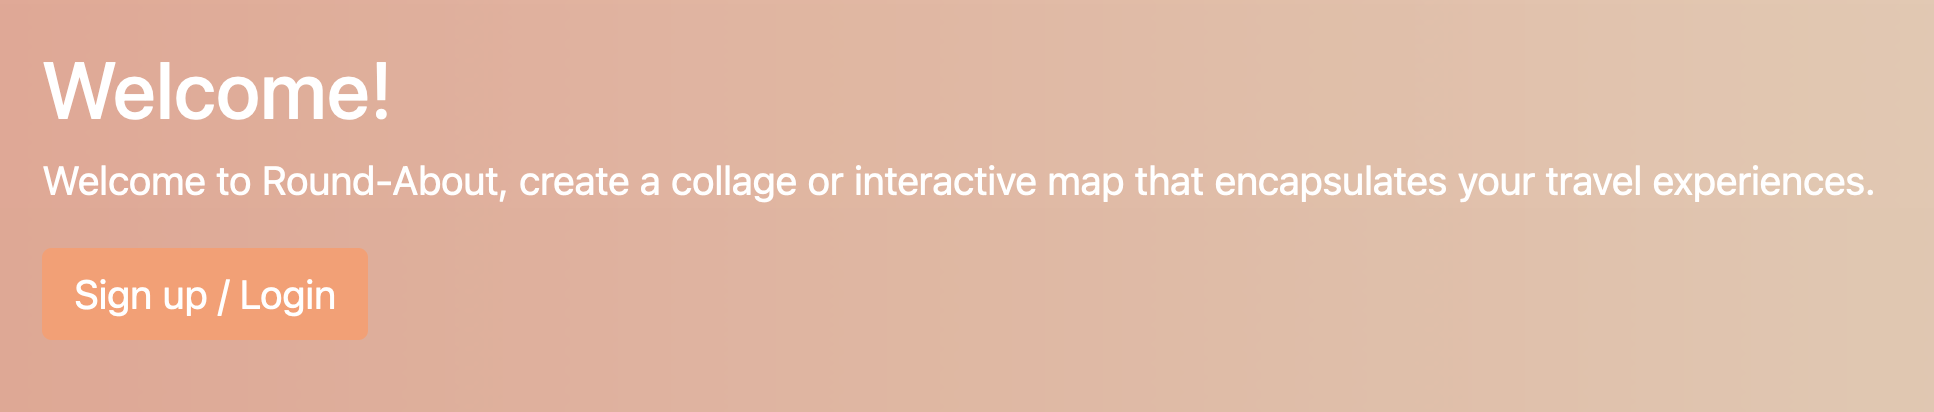 Welcome!
Welcome to Round-About, create a collage or interactive map that encapsulates your travel experiences.
Sign up / Login